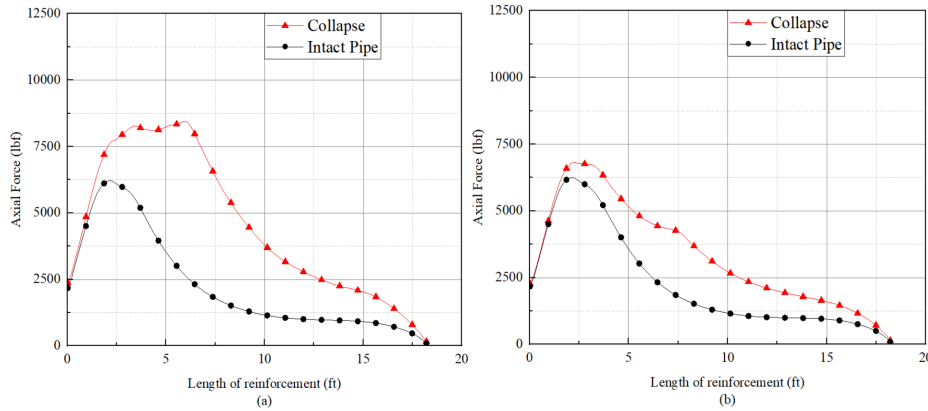 12500
10000
7500
5000
2500
0
Axial Force (lbf)
Collapse
Intact Pipe
0
5
10
15
20
Length of reinforcement (ft)
(a)
12500
10000
7500
5000
2500
0
Axial Force (lbf)
Collapse
Intact Pipe
0
5
10
15
20
Length of reinforcement (ft)
(b)